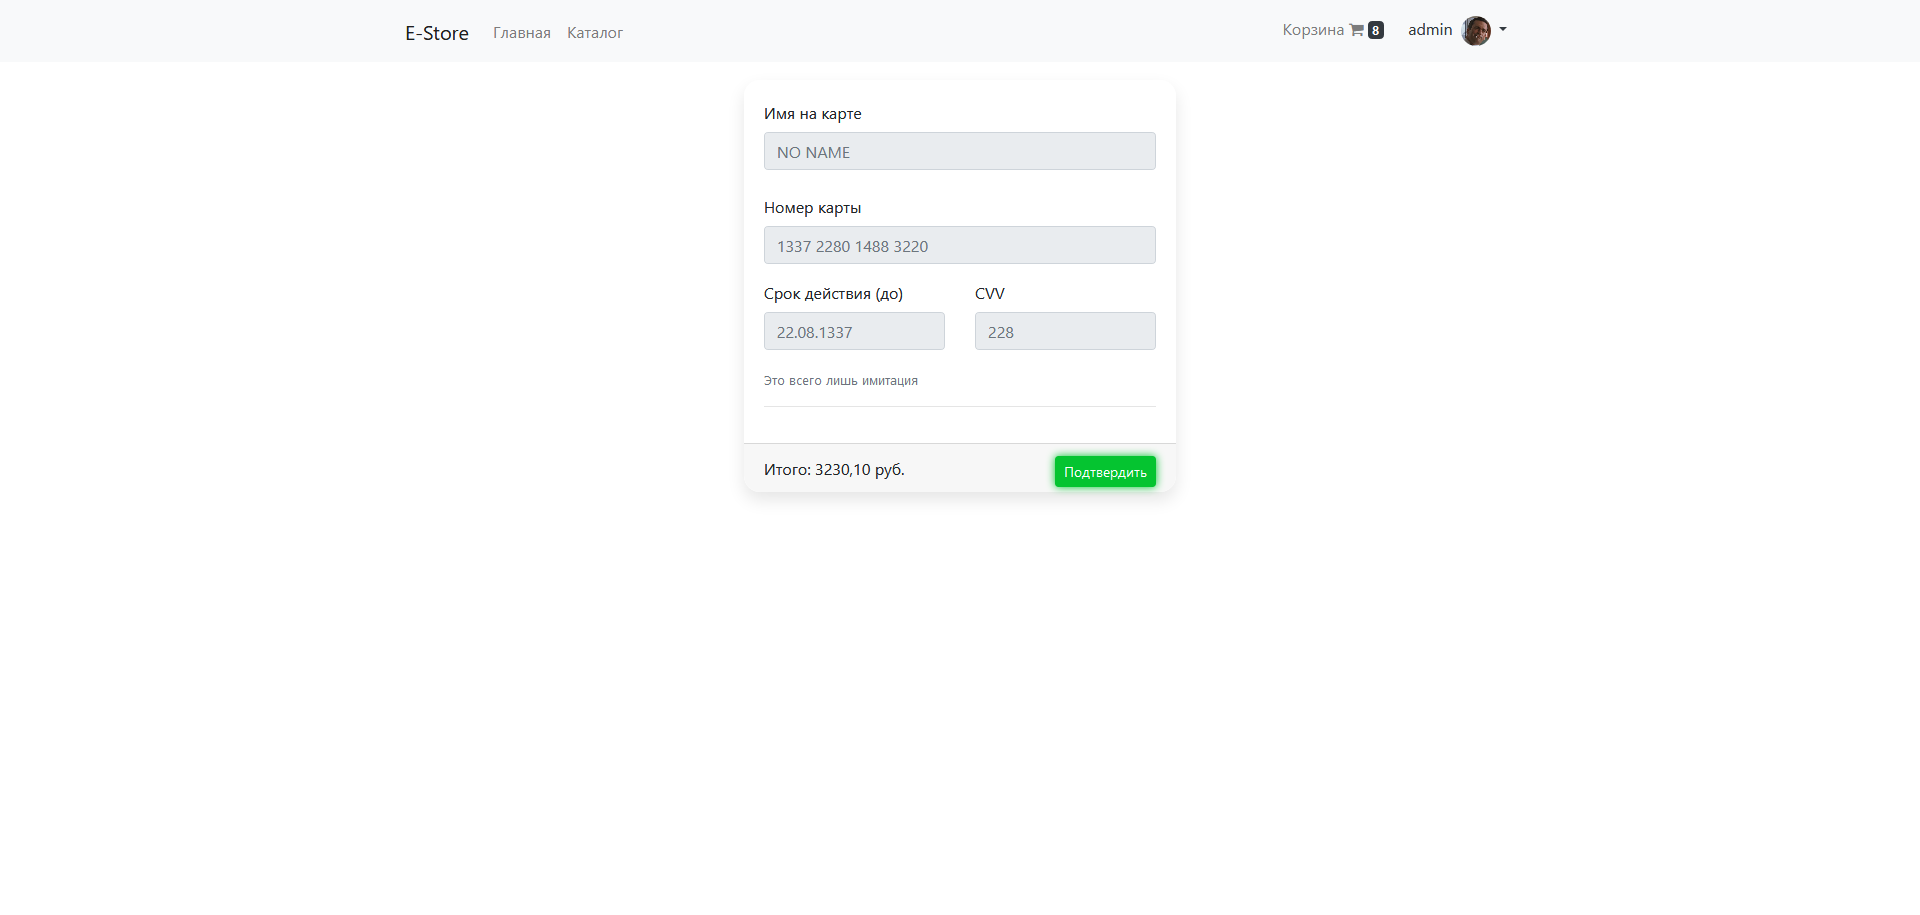 E-Store Главная Каталог Корзина 8 admin
Имя на карте
NO NAME
Номер карты
1337 2280 1488 3220
Срок действия (до) CVV
22.08.1337 228
Это всего лишь имитация
Итого: 3230,10 руб. Подтвердить